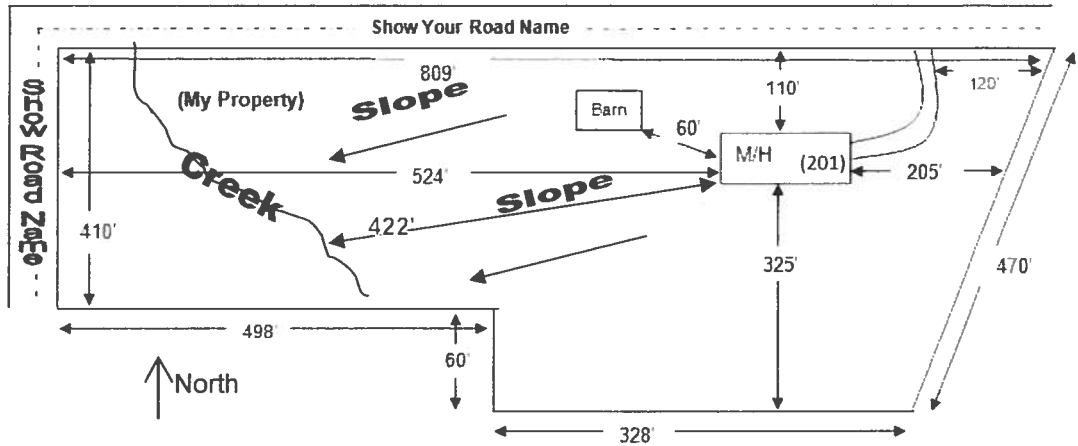 Show Your Road Name
Show Road Name
809'
110'
120'
(My Property)
Slope
Barn
60'
M/H
(201)
205'
524'
Creek
Slope
422'
410'
325'
470'
498'
60'
North
328'